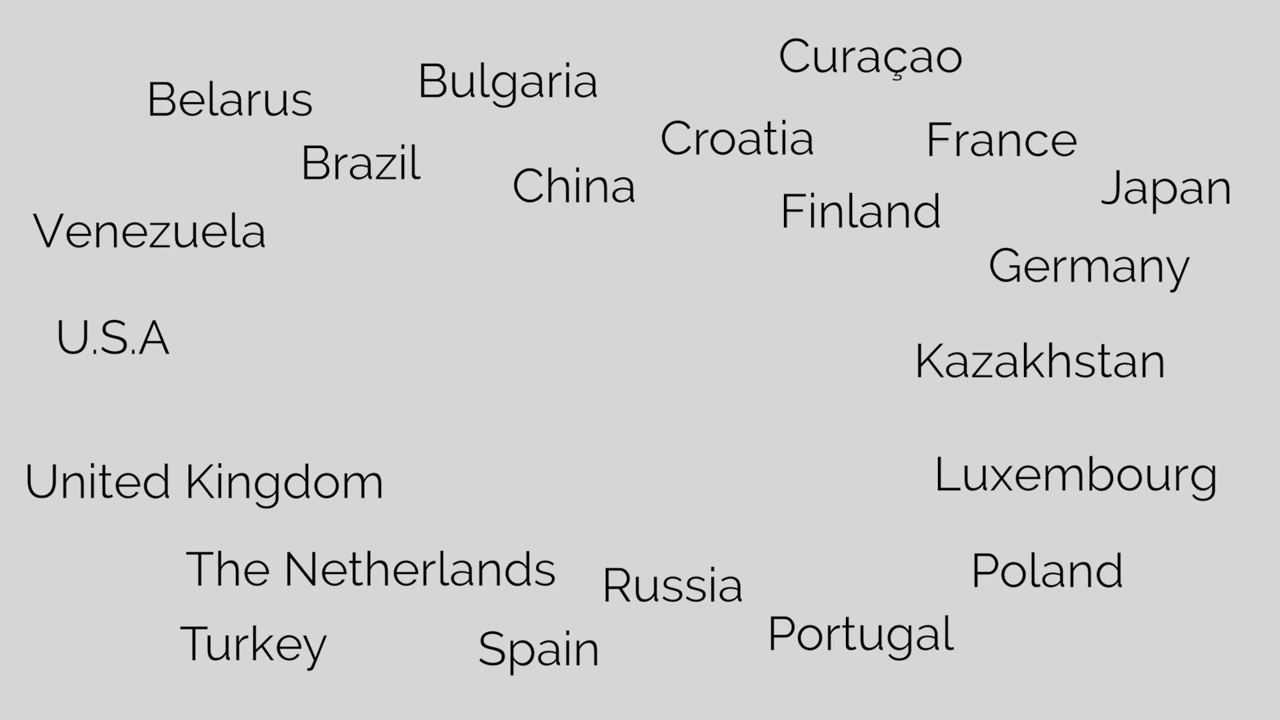 Curaçao
Bulgaria
Belarus
Croatia
France
Brazil
China
Japan
Finland
Venezuela
Germany
U.S.A
Kazakhstan
Luxembourg
United Kingdom
The Netherlands
Poland
Russia
Portugal
Turkey
Spain